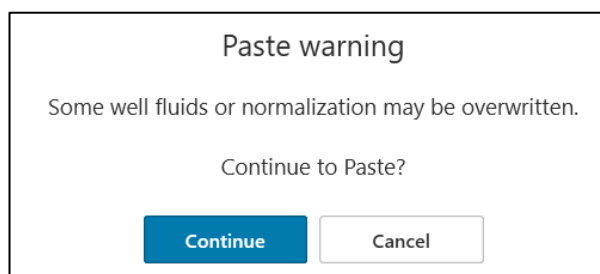 Paste warning
Some well fluids or normalization may be overwritten.
Continue to Paste?
Continue
Cancel